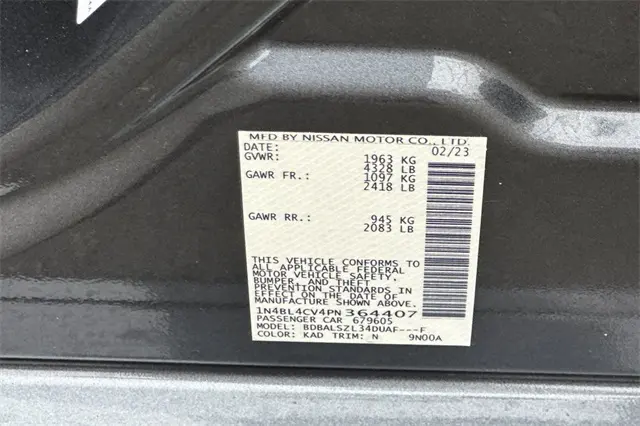 MFD BY NISSAN MOTOR CO., LTD.
DATE: 02/23
GVWR: 1963 KG
4328 LB
GAWR FR.: 1097 KG
2418 LB
GAWR RR.: 945 KG
2083 LB
THIS VEHICLE CONFORMS TO
ALL APPLICABLE FEDERAL
MOTOR VEHICLE SAFETY,
BUMPER, AND THEFT
PREVENTION STANDARDS
IN EFFECT ON THE DATE OF
MANUFACTURE SHOWN ABOVE.
1N4BL4CV4PN364407
PASSENGER CAR 679605
MODEL: BDBALSZL34DUAF---F
COLOR: KAD TRIM: N 9N00A